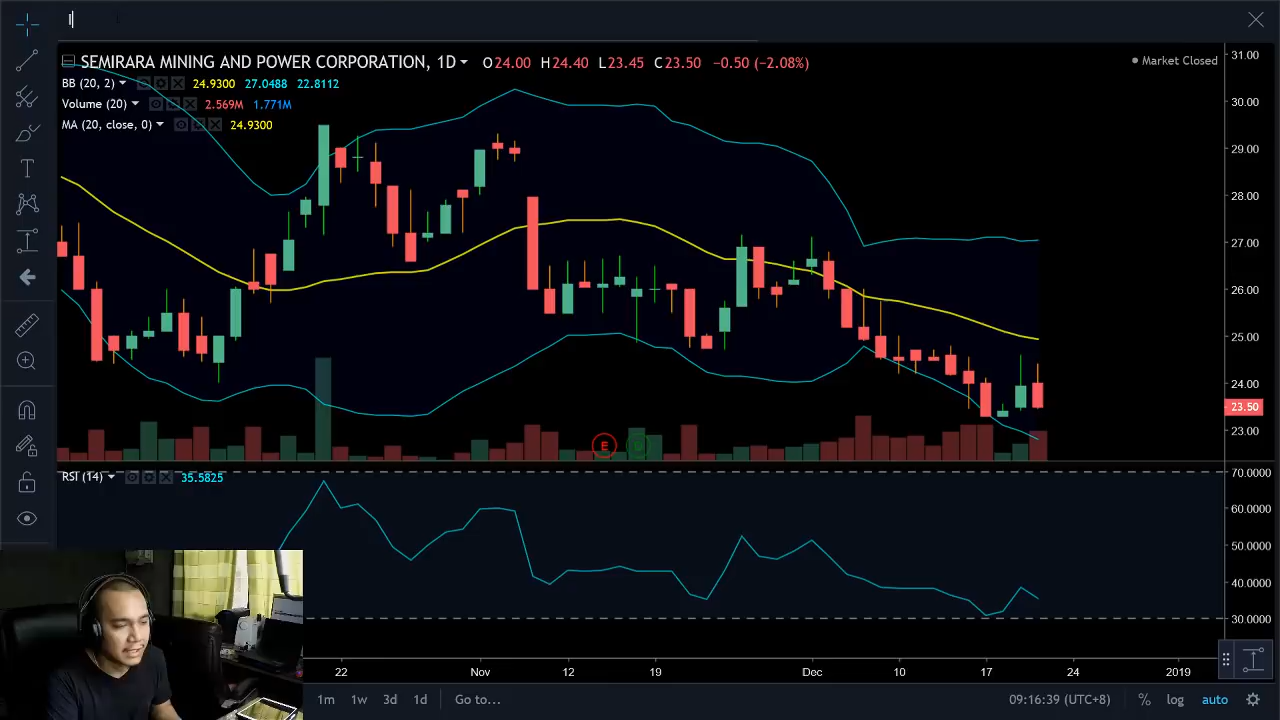 SEMIRARA MINING AND POWER CORPORATION, 1D O24.00 H24.40 L23.45 C23.50 −0.50 (−2.08%)
Market Closed
BB (20, 2) 24.9300 27.0488 22.8112
Volume (20) 2.569M 1.771M
MA (20, close, 0) 24.9300
31.00
30.00
29.00
28.00
27.00
26.00
25.00
24.00
23.50
23.00
E
D
RSI (14) 35.5825
70.0000
60.0000
50.0000
40.0000
30.0000
22 Nov 12 19 Dec 10 17 24 2019
1m 1w 3d 1d Go to... 09:16:39 (UTC+8) % log auto